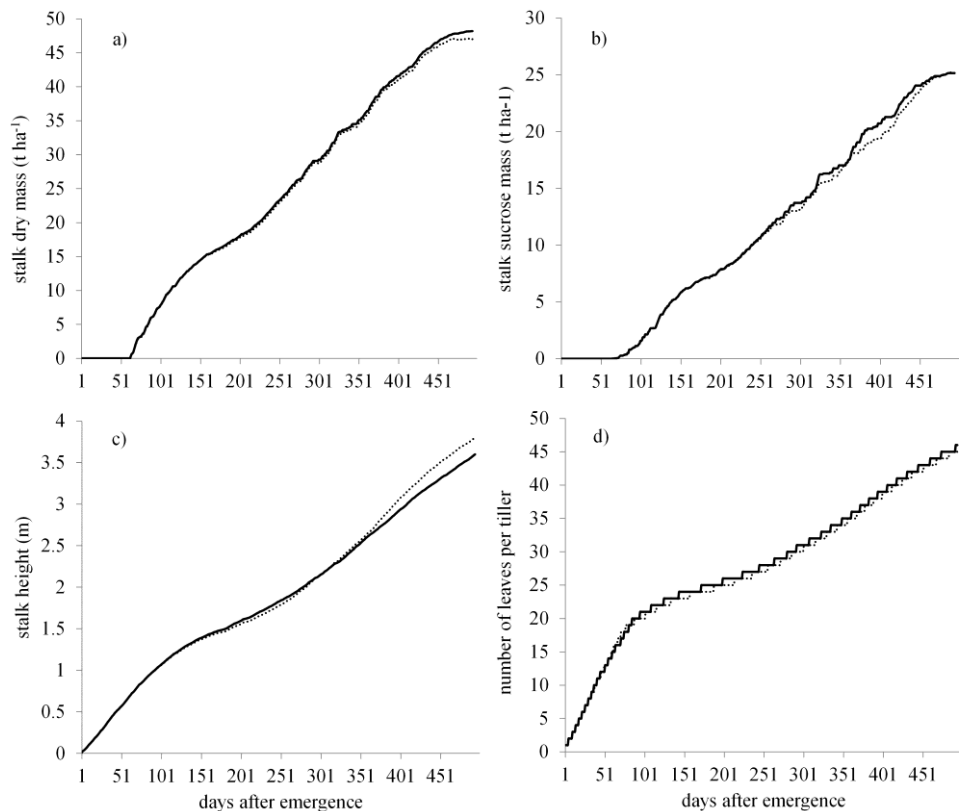 a)
stalk dry mass (t ha⁻¹)
50
45
40
35
30
25
20
15
10
5
0
1 51 101 151 201 251 301 351 401 451
b)
stalk sucrose mass (t ha-1)
30
25
20
15
10
5
0
1 51 101 151 201 251 301 351 401 451
c)
stalk height (m)
4
3.5
3
2.5
2
1.5
1
0.5
0
1 51 101 151 201 251 301 351 401 451
days after emergence
d)
number of leaves per tiller
50
45
40
35
30
25
20
15
10
5
0
1 51 101 151 201 251 301 351 401 451
days after emergence